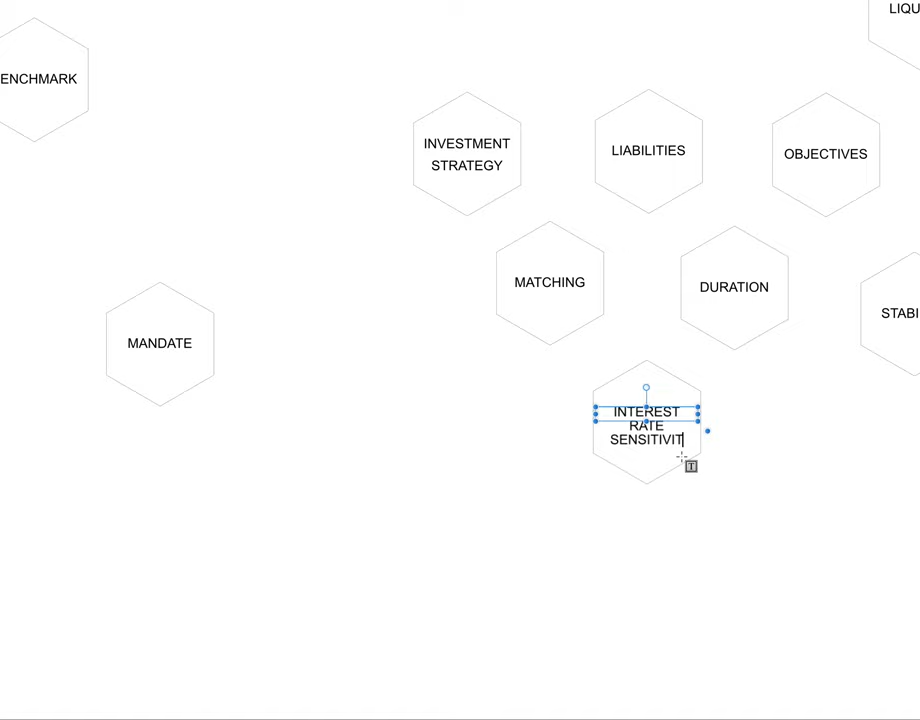 LIQU
ENCHMARK
INVESTMENT
STRATEGY
LIABILITIES
OBJECTIVES
MATCHING
DURATION
STABI
MANDATE
INTEREST
RATE
SENSITIVIT
T